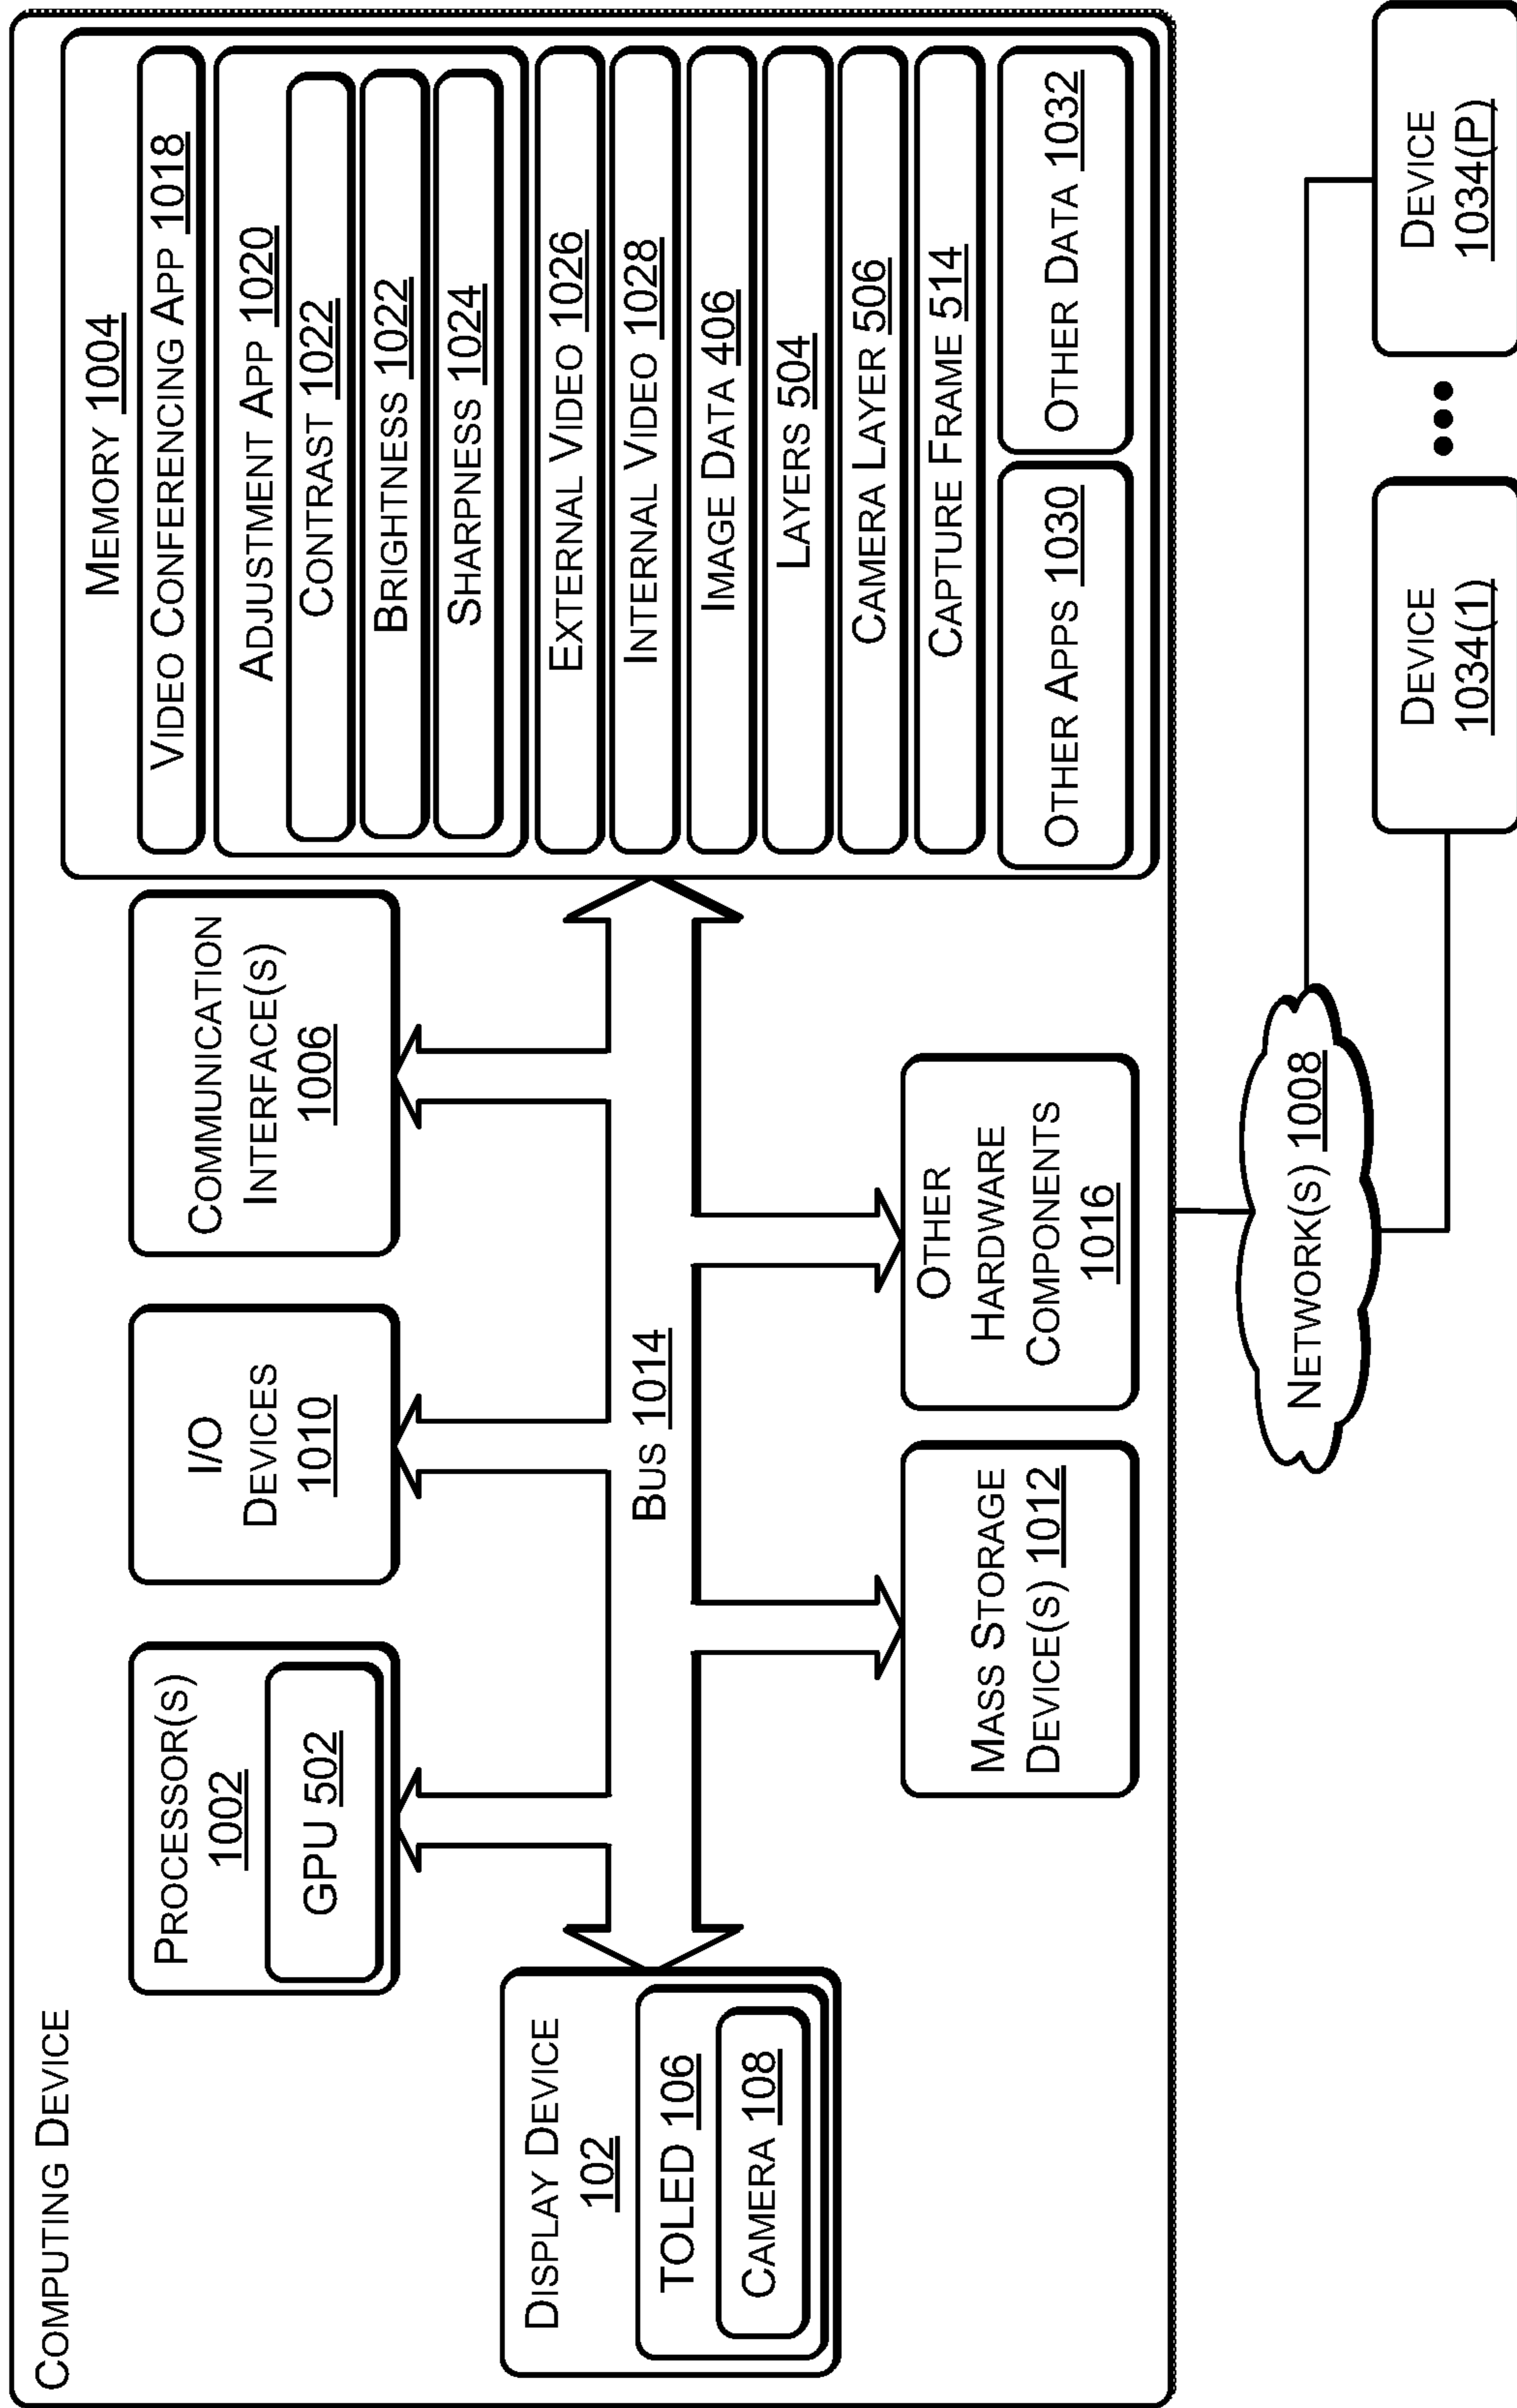 COMPUTING DEVICE
PROCESSOR(S)
1002
GPU 502
I/O
DEVICES
1010
COMMUNICATION
INTERFACE(S)
1006
DISPLAY DEVICE
102
TOLED 106
CAMERA 108
BUS 1014
MASS STORAGE
DEVICE(S) 1012
OTHER
HARDWARE
COMPONENTS
1016
MEMORY 1004
VIDEO CONFERENCING APP 1018
ADJUSTMENT APP 1020
CONTRAST 1022
BRIGHTNESS 1022
SHARPNESS 1024
EXTERNAL VIDEO 1026
INTERNAL VIDEO 1028
IMAGE DATA 406
LAYERS 504
CAMERA LAYER 506
CAPTURE FRAME 514
OTHER APPS 1030
OTHER DATA 1032
NETWORK(S) 1008
DEVICE
1034(1)
•••
DEVICE
1034(P)